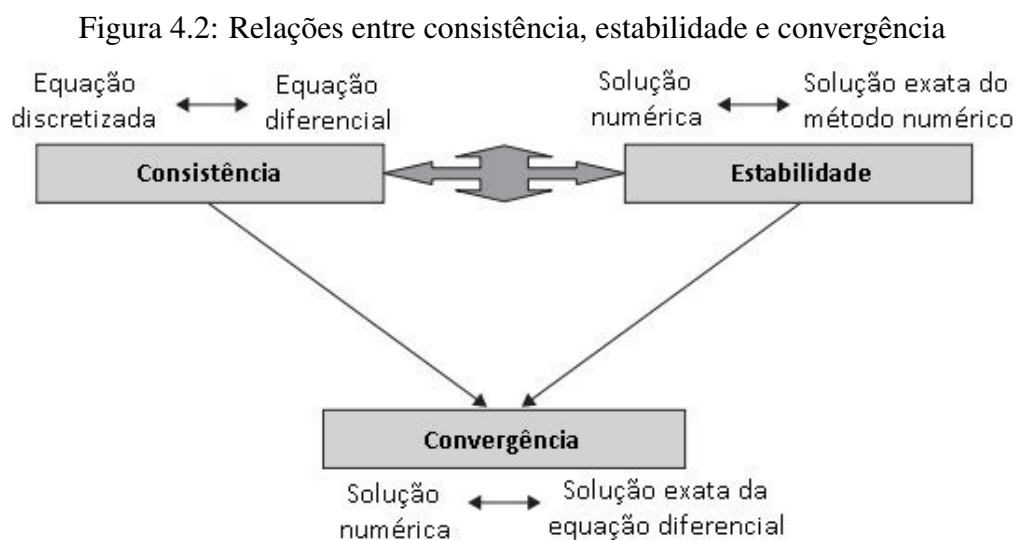 Figura 4.2: Relações entre consistência, estabilidade e convergência
Equação
discretizada
Equação
diferencial
Solução
numérica
Solução exata do
método numérico
Consistência
Estabilidade
Convergência
Solução
numérica
Solução exata da
equação diferencial